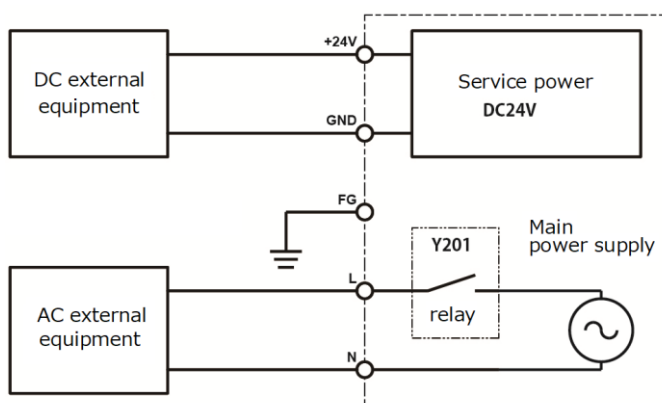 +24V
DC external
equipment
Service power
DC24V
GND
FG
Y201
Main
power supply
L
relay
AC external
equipment
N